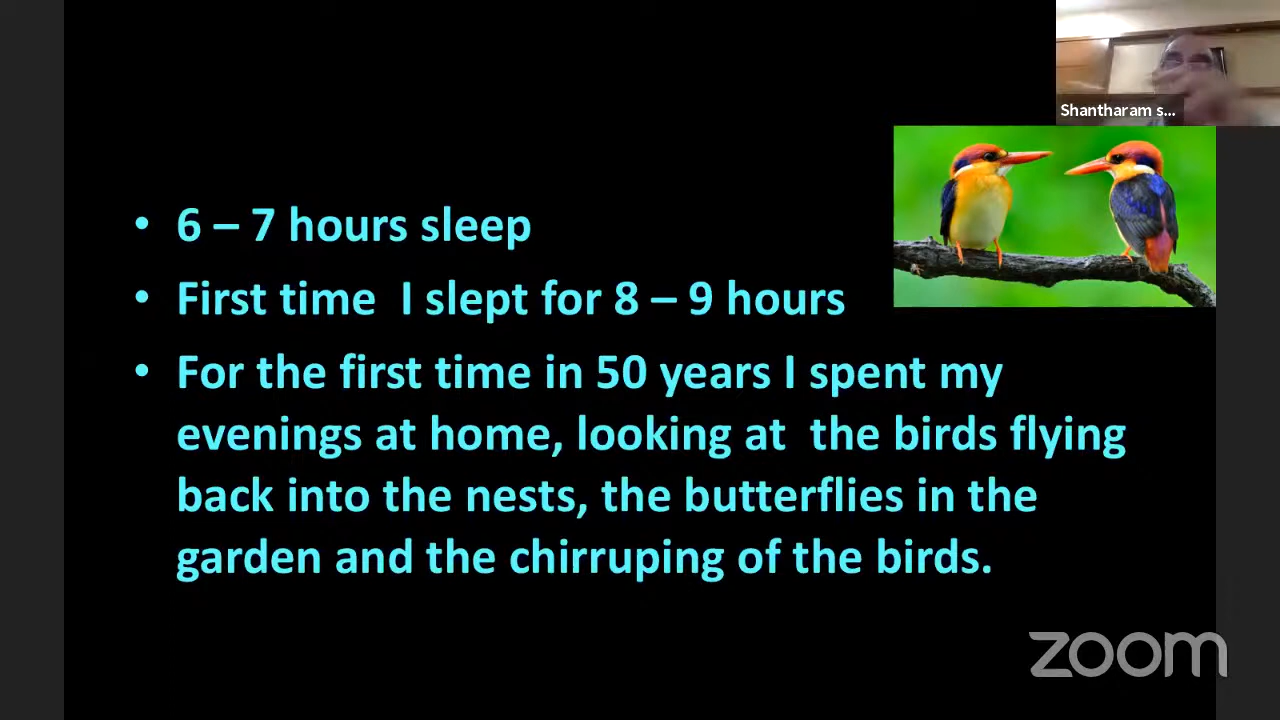 Shantharam s...
• 6 – 7 hours sleep
• First time I slept for 8 – 9 hours
• For the first time in 50 years I spent my
evenings at home, looking at the birds flying
back into the nests, the butterflies in the
garden and the chirruping of the birds.
zoom